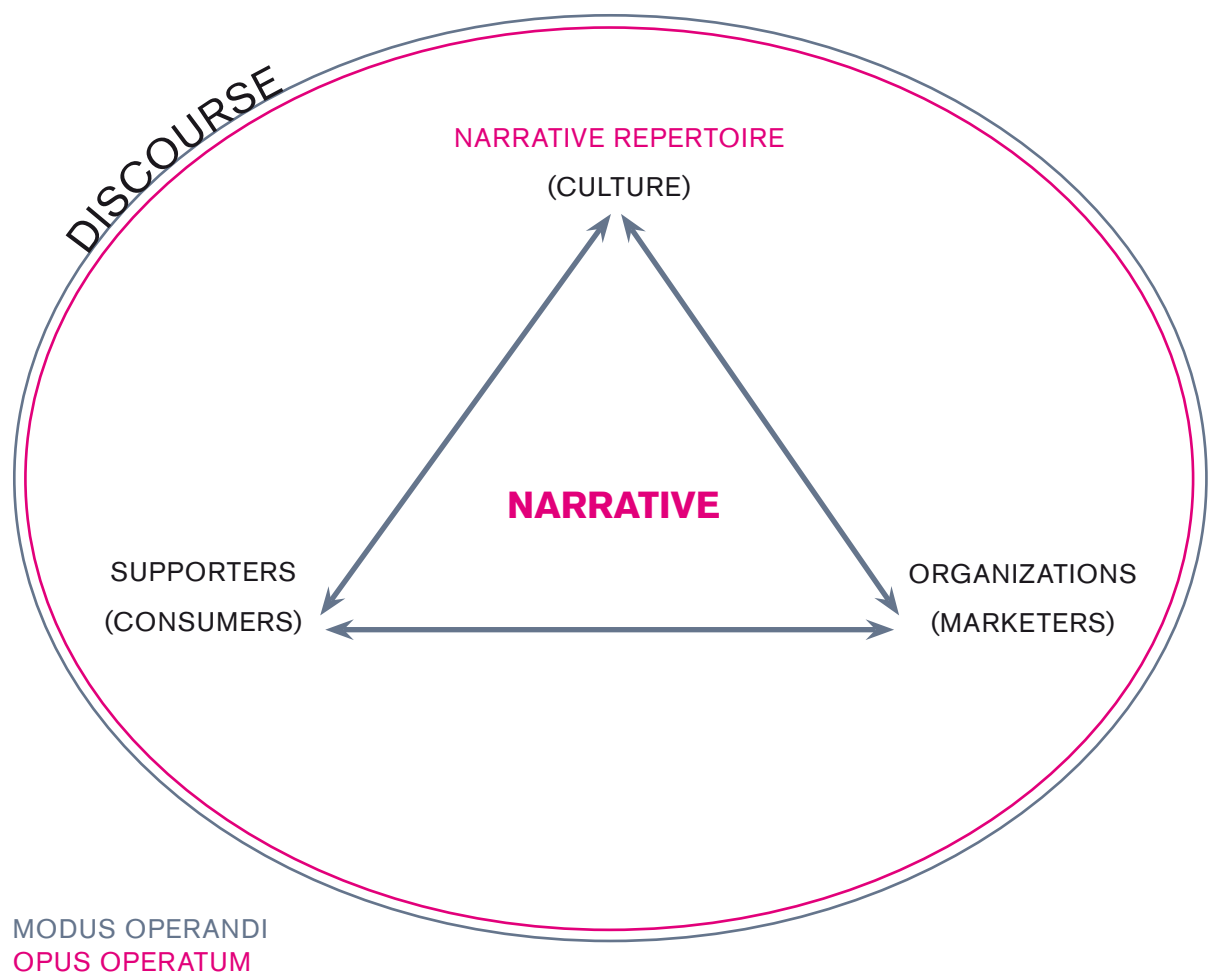 DISCOURSE
NARRATIVE REPERTOIRE
(CULTURE)
NARRATIVE
SUPPORTERS
(CONSUMERS)
ORGANIZATIONS
(MARKETERS)
MODUS OPERANDI
OPUS OPERATUM